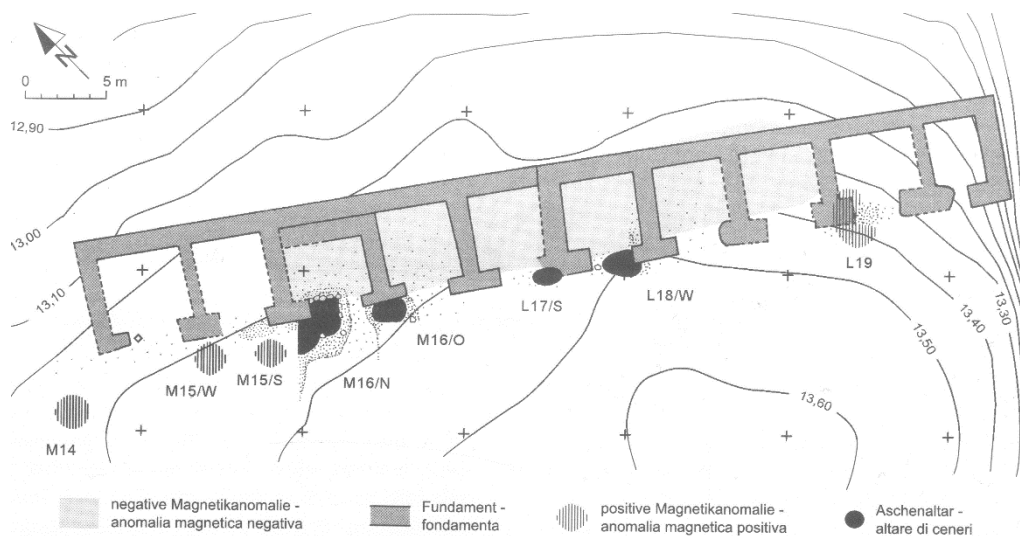 N
0 5 m
12,90
13,00
13,10
L19
L17/S
L18/W
13,30
13,40
13,50
M16/O
M15/W
M15/S
M16/N
13,60
M14
negative Magnetikanomalie -
anomalia magnetica negativa
Fundament -
fondamenta
positive Magnetikanomalie -
anomalia magnetica positiva
Aschenaltar -
altare di ceneri